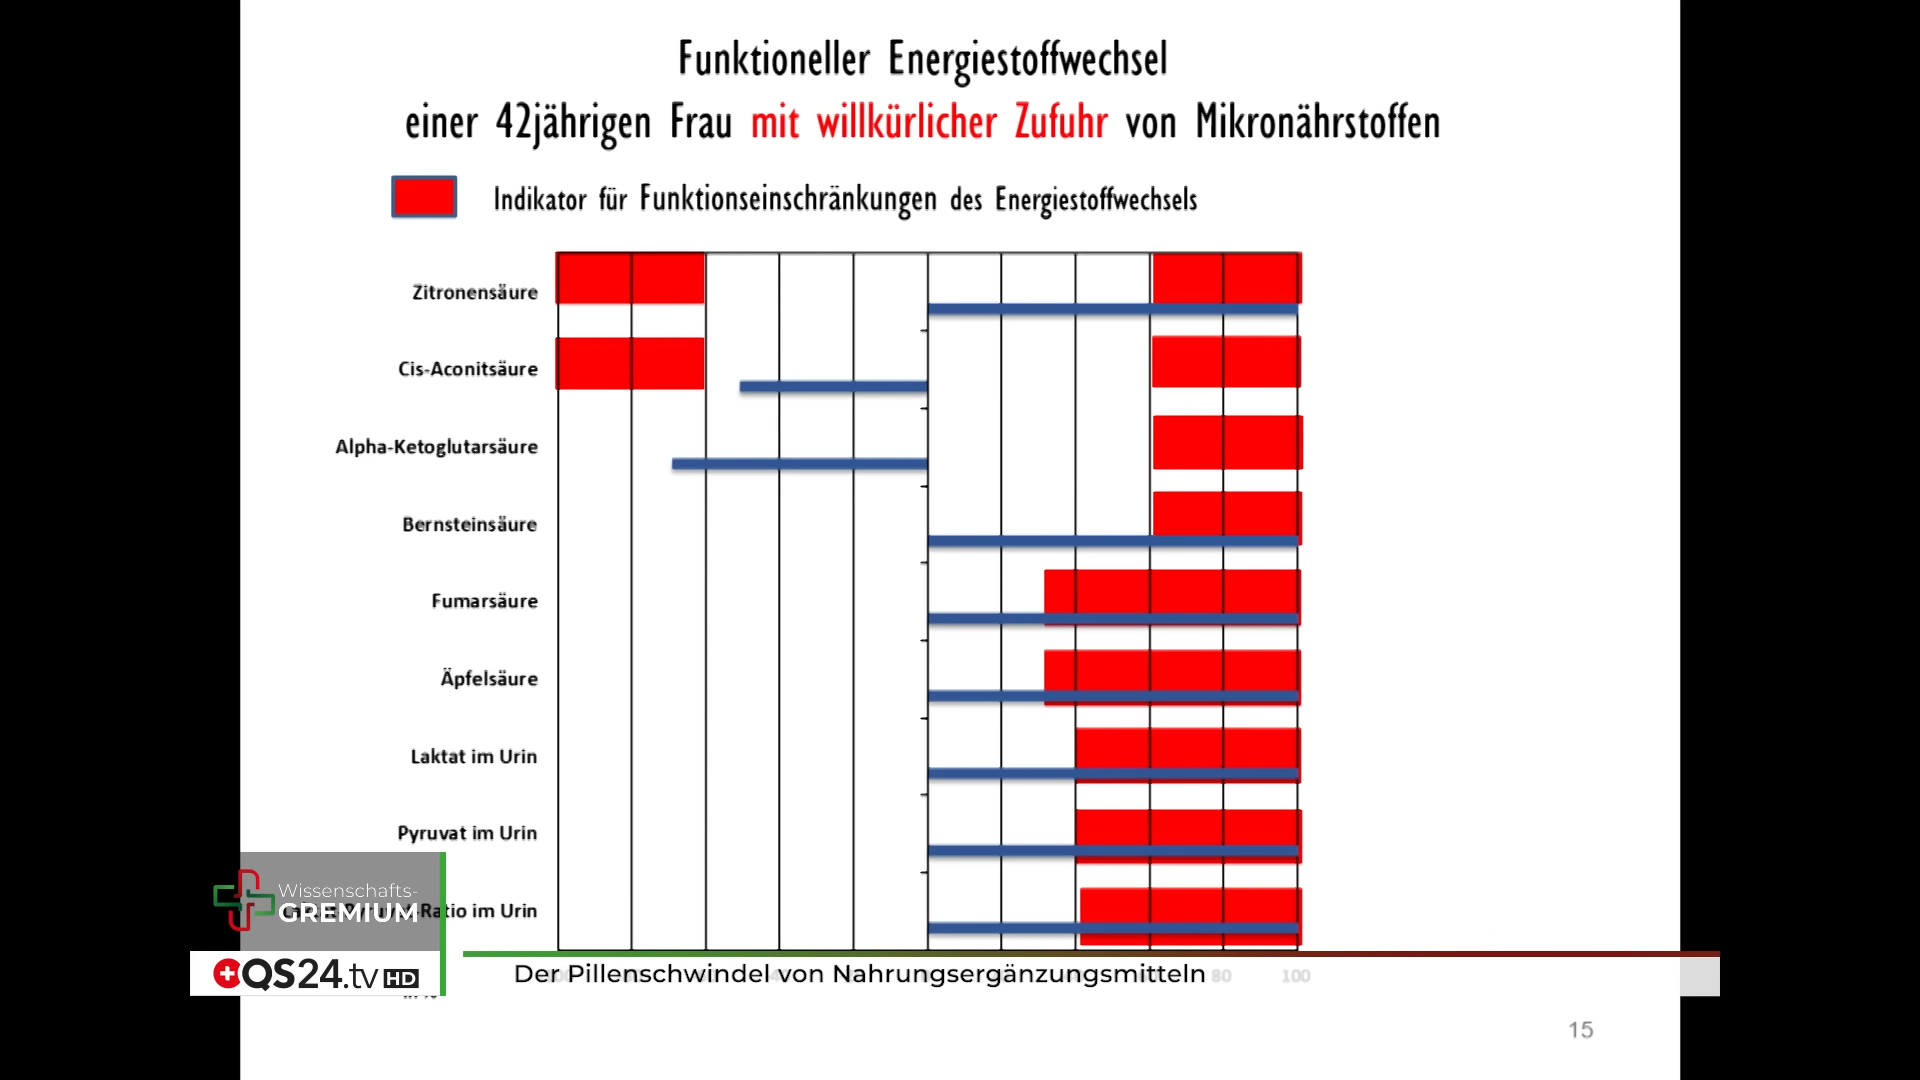 Funktioneller Energiestoffwechsel
einer 42jährigen Frau mit willkürlicher Zufuhr von Mikronährstoffen
Indikator für Funktionseinschränkungen des Energiestoffwechsels
Zitronensäure
Cis-Aconitsäure
Alpha-Ketoglutarsäure
Bernsteinsäure
Fumarsäure
Äpfelsäure
Laktat im Urin
Pyruvat im Urin
Ratio im Urin
Wissenschafts-
GREMIUM
QS24.tv HD
Der Pillenschwindel von Nahrungsergänzungsmitteln
80 100
15